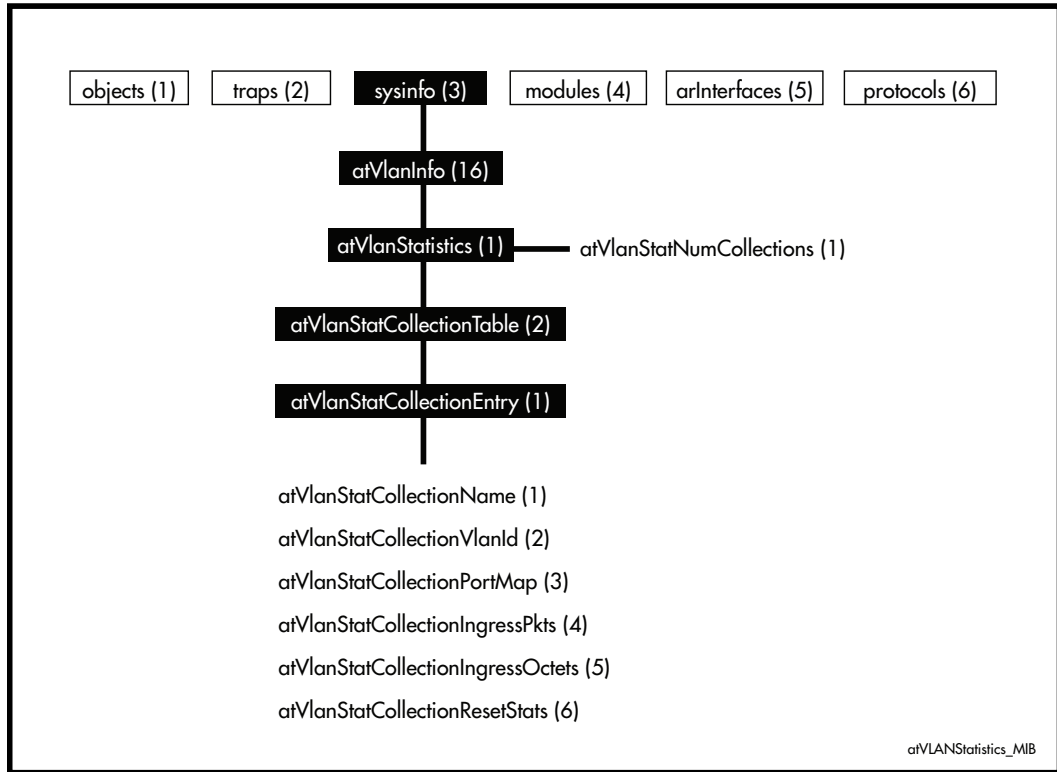 objects (1) traps (2) sysinfo (3) modules (4) arInterfaces (5) protocols (6)
atVlanInfo (16)
atVlanStatistics (1) atVlanStatNumCollections (1)
atVlanStatCollectionTable (2)
atVlanStatCollectionEntry (1)
atVlanStatCollectionName (1)
atVlanStatCollectionVlanId (2)
atVlanStatCollectionPortMap (3)
atVlanStatCollectionIngressPkts (4)
atVlanStatCollectionIngressOctets (5)
atVlanStatCollectionResetStats (6)
atVLANStatistics_MIB